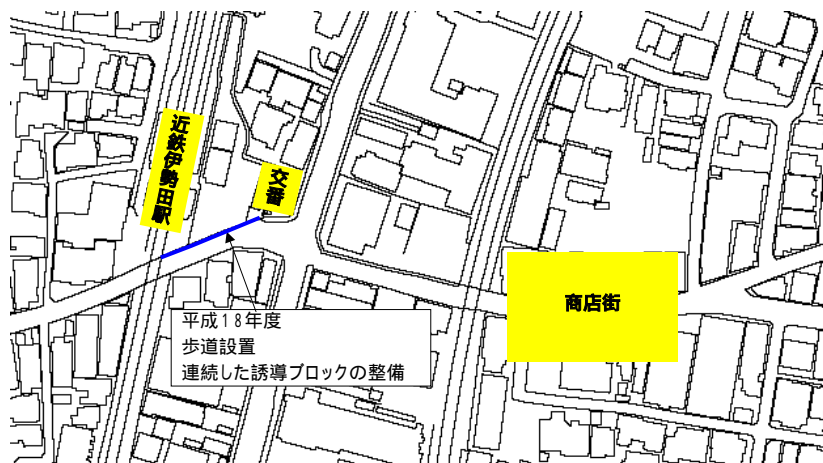 近鉄伊勢田駅
交番
商店街
平成18年度
歩道設置
連続した誘導ブロックの整備